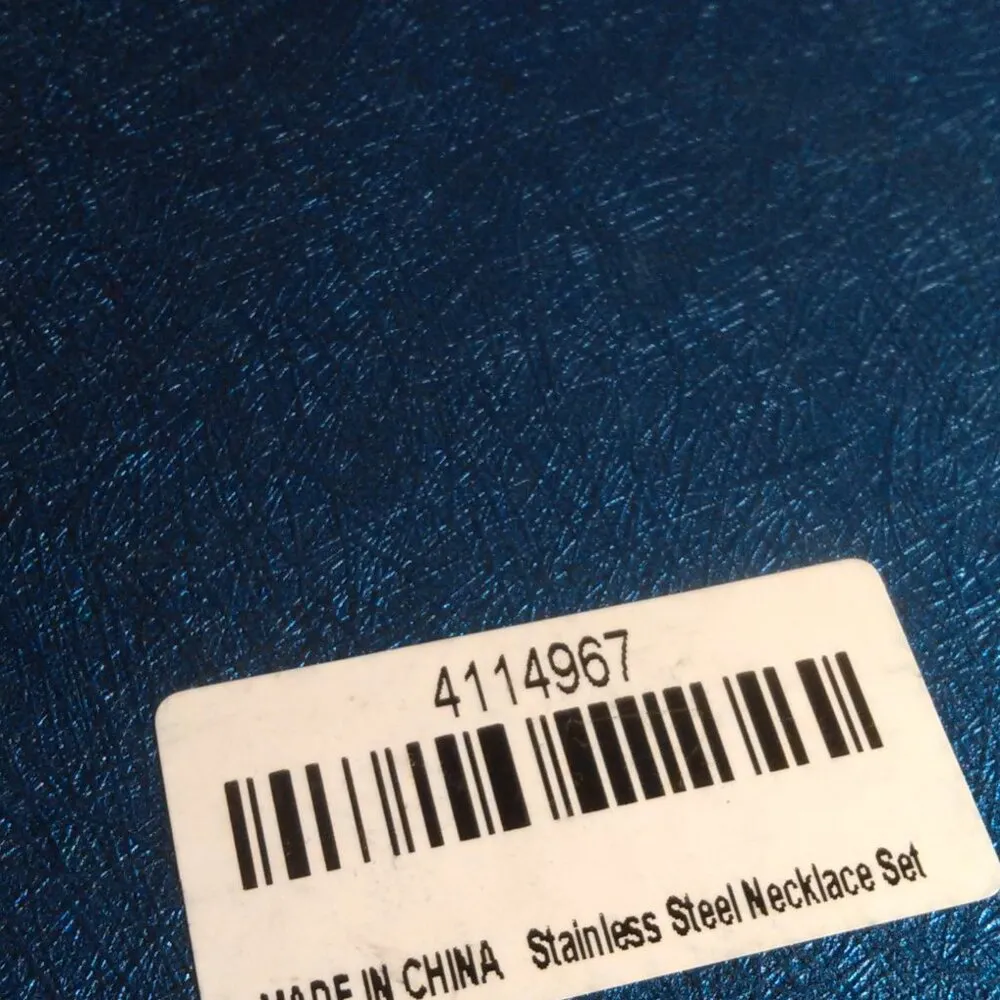 4114967
MADE IN CHINA Stainless Steel Necklace Set